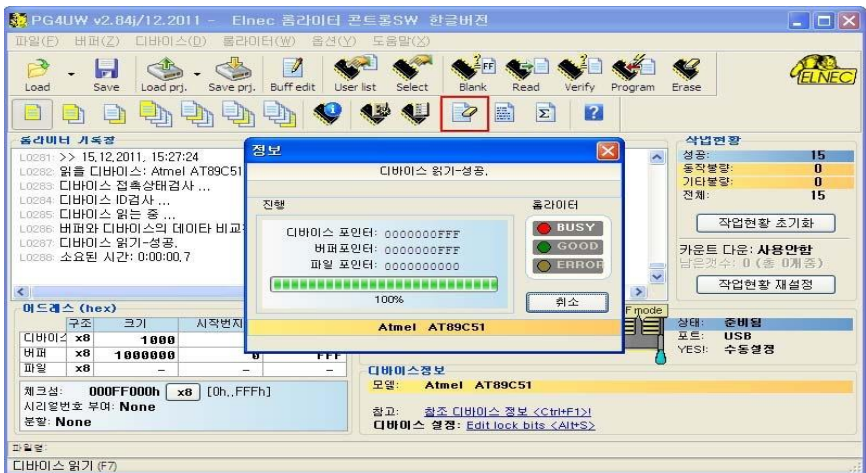 PG4UW v2.84j/12.2011 - Elnec 롬라이터 콘트롤SW 한글버전
파일(F) 버퍼(Z) 디바이스(D) 롬라이터(W) 옵션(Y) 도움말(X)
Load Save Load prj. Save prj. Buff edit User list Select Blank Read Verify Program Erase
ELNEC
롬라이터 기록창
L0281: >> 15,12,2011, 15:27:24
L0282: 읽을 디바이스: Atmel AT89C51
L0283: 디바이스 접촉상태검사 ...
L0284: 디바이스 ID검사 ...
L0285: 디바이스 읽는 중 ...
L0286: 버퍼와 디바이스의 데이타 비교
L0287: 디바이스 읽기-성공.
L0288: 소요된 시간: 0:00:00,7
정보
디바이스 읽기-성공.
진행
디바이스 포인터: 0000000FFF
버퍼포인터: 0000000FFF
파일 포인터: 0000000000
100%
롬라이터
BUSY
GOOD
ERROR
취소
Atmel AT89C51
작업현황
성공: 15
동작불량: 0
기타불량: 0
전체: 15
작업현황 초기화
카운트 다운: 사용안함
남은갯수: 0 (총 0개중)
작업현황 재설정
어드레스 (hex)
구조 크기 시작번지
디바이스 x8 1000
버퍼 x8 1000000 0 FFF
파일 x8 - - -
체크섬: 000FF000h x8 [0h,,FFFh]
시리얼번호 부여: None
분할: None
F mode
상태: 준비됨
포트: USB
YES!: 수동설정
디바이스정보
모델: Atmel AT89C51
참고: 참조 디바이스 정보 <Ctrl+F1>!
디바이스 설정: Edit lock bits <Alt+S>
파일명:
디바이스 읽기 (F7)